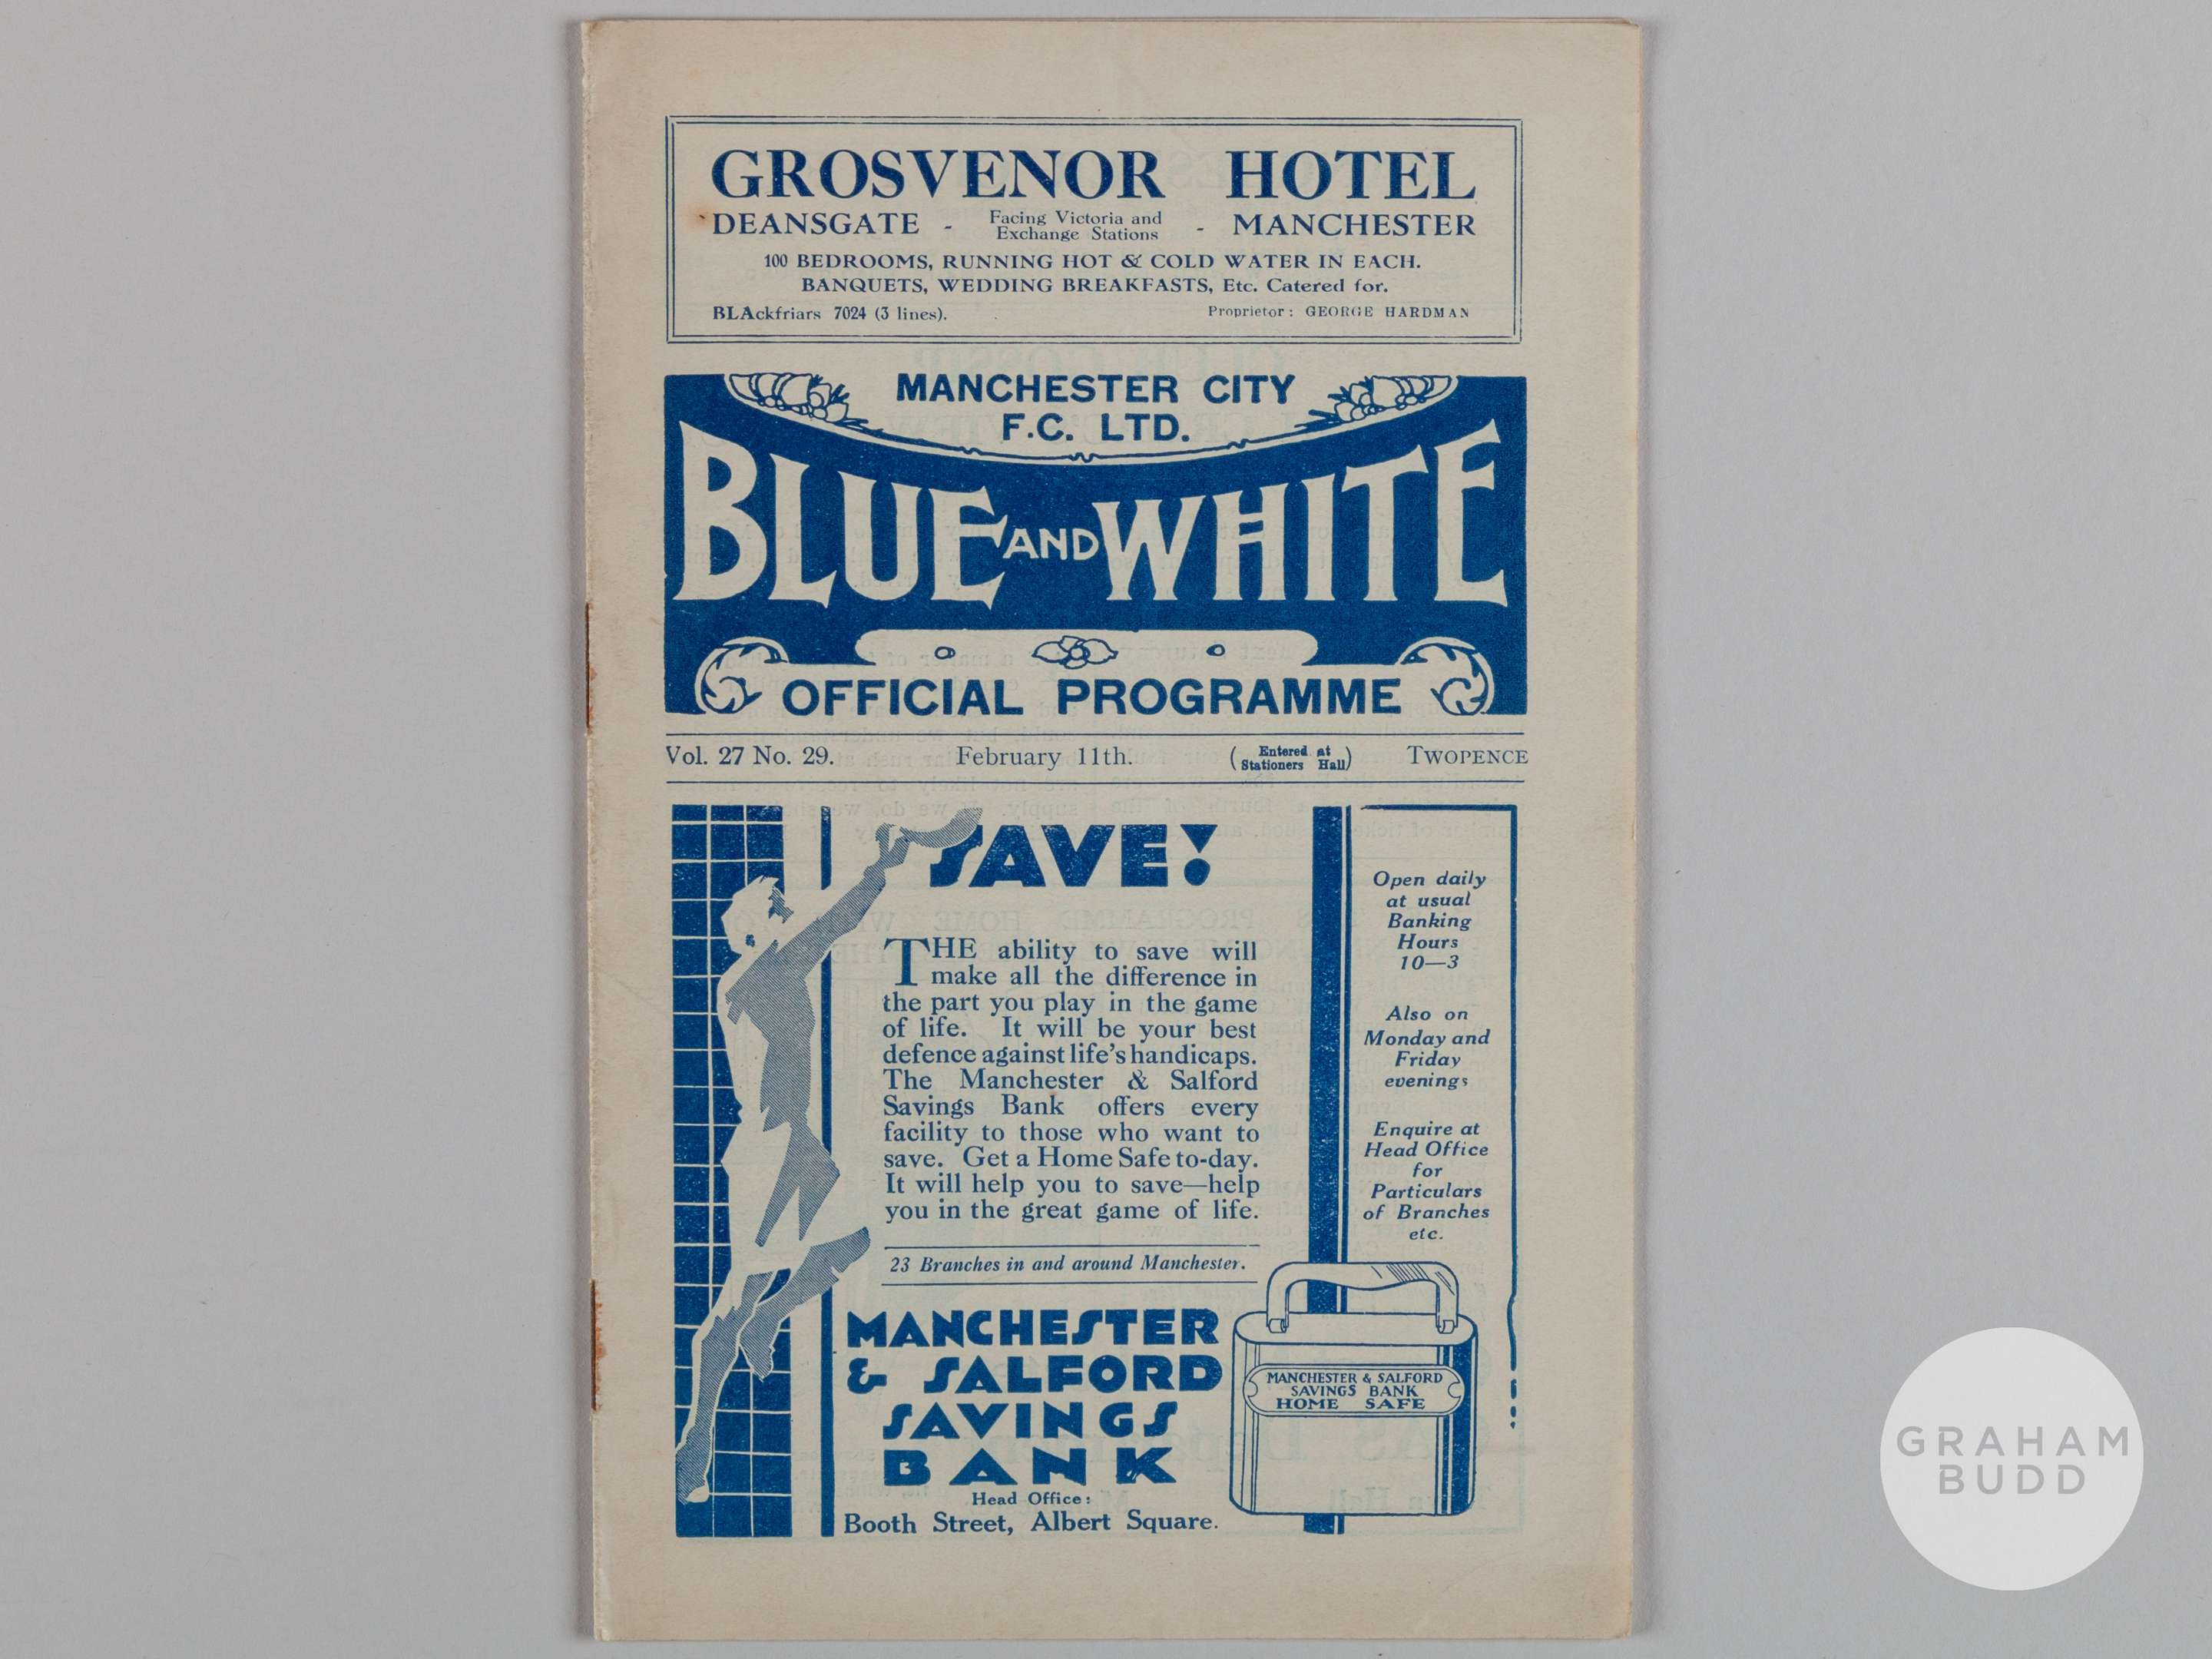 GROSVENOR HOTEL
DEANSGATE - Facing Victoria and Exchange Stations - MANCHESTER
100 BEDROOMS, RUNNING HOT & COLD WATER IN EACH.
BANQUETS, WEDDING BREAKFASTS, Etc. Catered for.
BLAckfriars 7024 (3 lines). Proprietor: GEORGE HARDMAN
MANCHESTER CITY
F.C. LTD.
BLUE AND WHITE
OFFICIAL PROGRAMME
Vol. 27 No. 29. February 11th. (Entered at Stationers Hall) TWOPENCE
SAVE!
THE ability to save will
make all the difference in
the part you play in the game
of life. It will be your best
defence against life's handicaps.
The Manchester & Salford
Savings Bank offers every
facility to those who want to
save. Get a Home Safe to-day.
It will help you to save—help
you in the great game of life.
23 Branches in and around Manchester.
MANCHESTER
& SALFORD
SAVINGS
BANK
Head Office:
Booth Street, Albert Square.
Open daily
at usual
Banking
Hours
10—3
Also on
Monday and
Friday
evenings
Enquire at
Head Office
for
Particulars
of Branches
etc.
MANCHESTER & SALFORD
SAVINGS BANK
HOME SAFE
GRAHAM
BUDD